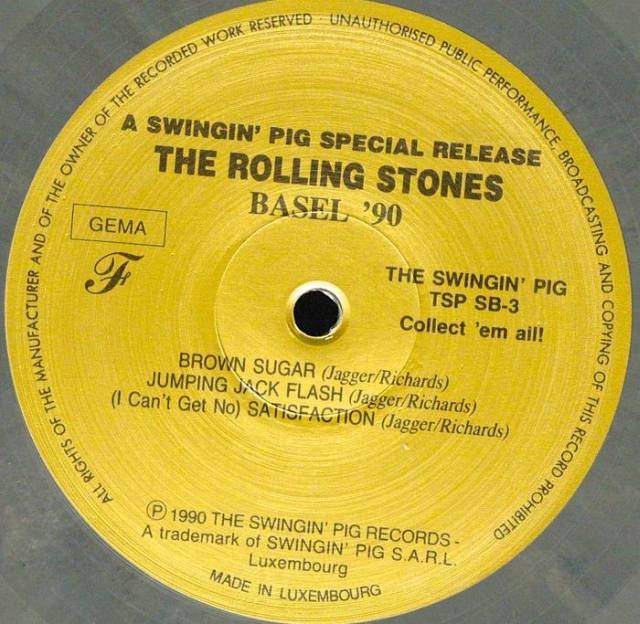 ALL RIGHTS OF THE MANUFACTURER AND OF THE OWNER OF THE RECORDED WORK RESERVED · UNAUTHORISED PUBLIC PERFORMANCE, BROADCASTING AND COPYING OF THIS RECORD PROHIBITED
A SWINGIN' PIG SPECIAL RELEASE
THE ROLLING STONES
BASEL '90
GEMA
F
THE SWINGIN' PIG
TSP SB-3
Collect 'em all!
BROWN SUGAR (Jagger/Richards)
JUMPING JACK FLASH (Jagger/Richards)
(I Can't Get No) SATISFACTION (Jagger/Richards)
℗ 1990 THE SWINGIN' PIG RECORDS -
A trademark of SWINGIN' PIG S.A.R.L.
Luxembourg
MADE IN LUXEMBOURG